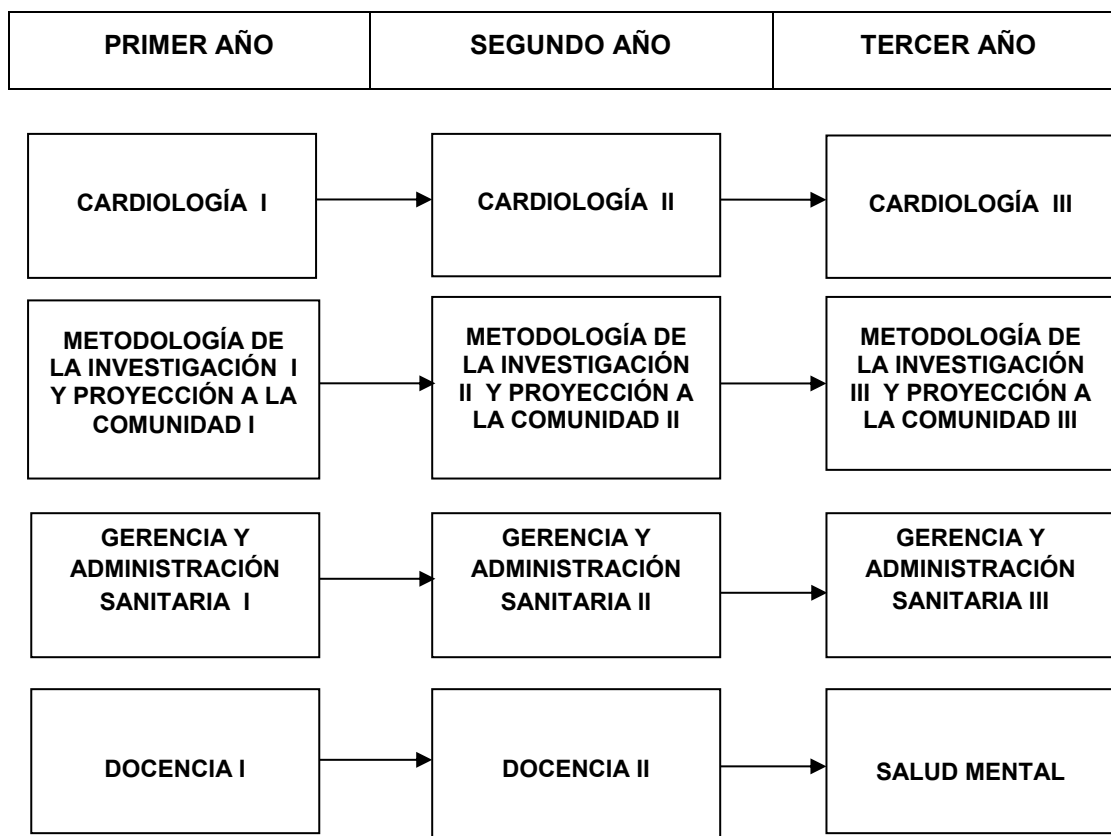 PRIMER AÑO
SEGUNDO AÑO
TERCER AÑO
CARDIOLOGÍA I
CARDIOLOGÍA II
CARDIOLOGÍA III
METODOLOGÍA DE
LA INVESTIGACIÓN I
Y PROYECCIÓN A LA
COMUNIDAD I
METODOLOGÍA DE
LA INVESTIGACIÓN
II Y PROYECCIÓN A
LA COMUNIDAD II
METODOLOGÍA DE
LA INVESTIGACIÓN
III Y PROYECCIÓN A
LA COMUNIDAD III
GERENCIA Y
ADMINISTRACIÓN
SANITARIA I
GERENCIA Y
ADMINISTRACIÓN
SANITARIA II
GERENCIA Y
ADMINISTRACIÓN
SANITARIA III
DOCENCIA I
DOCENCIA II
SALUD MENTAL